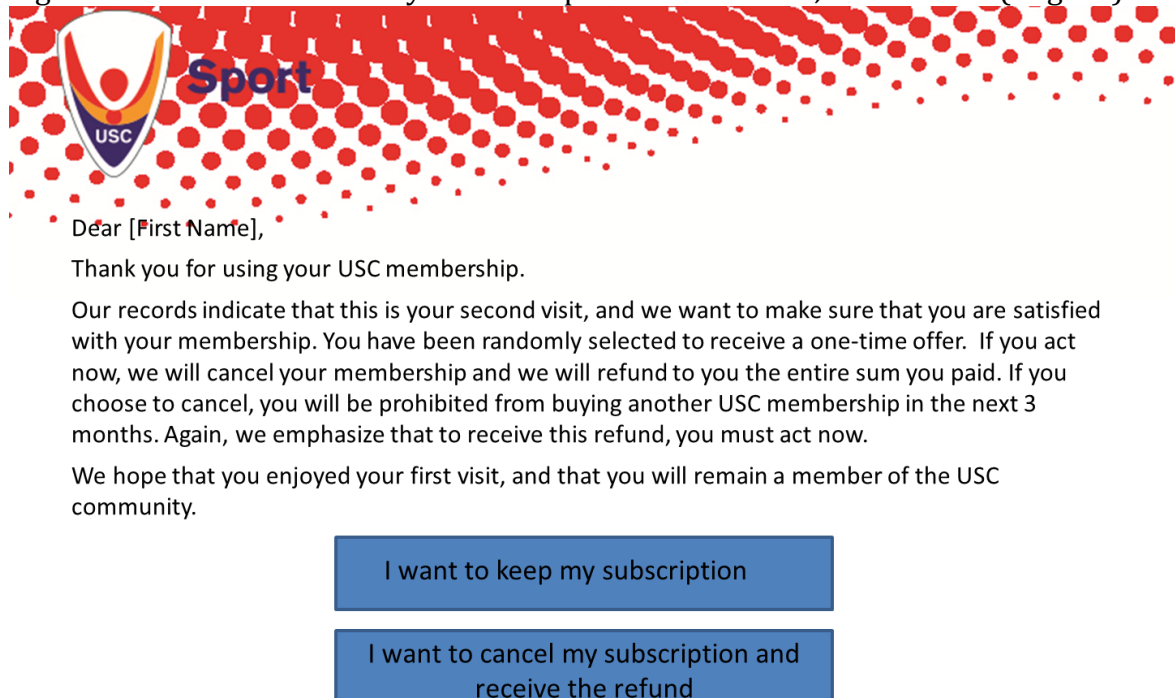 Sport
USC
Dear [First Name],
Thank you for using your USC membership.
Our records indicate that this is your second visit, and we want to make sure that you are satisfied
with your membership. You have been randomly selected to receive a one-time offer.  If you act
now, we will cancel your membership and we will refund to you the entire sum you paid. If you
choose to cancel, you will be prohibited from buying another USC membership in the next 3
months. Again, we emphasize that to receive this refund, you must act now.
We hope that you enjoyed your first visit, and that you will remain a member of the USC
community.
I want to keep my subscription
I want to cancel my subscription and
receive the refund